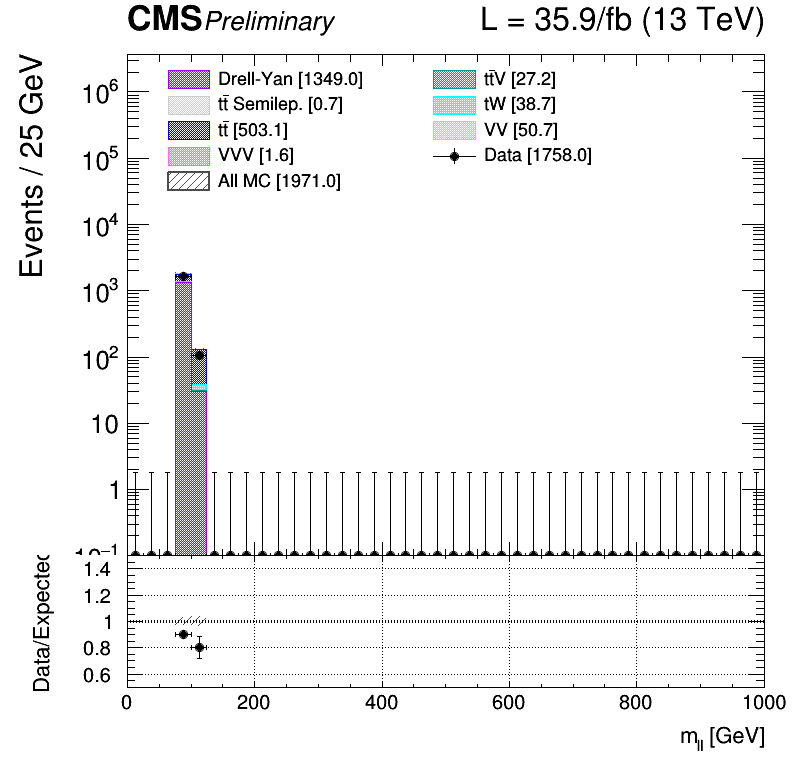 CMS Preliminary L = 35.9/fb (13 TeV)
Events / 25 GeV
Drell-Yan [1349.0]
tt̄ Semilep. [0.7]
tt̄ [503.1]
VVV [1.6]
All MC [1971.0]
tt̄V [27.2]
tW [38.7]
VV [50.7]
Data [1758.0]
10⁶
10⁵
10⁴
10³
10²
10
1
10⁻¹
Data/Expected
1.4
1.2
1
0.8
0.6
0 200 400 600 800 1000
m_ll [GeV]